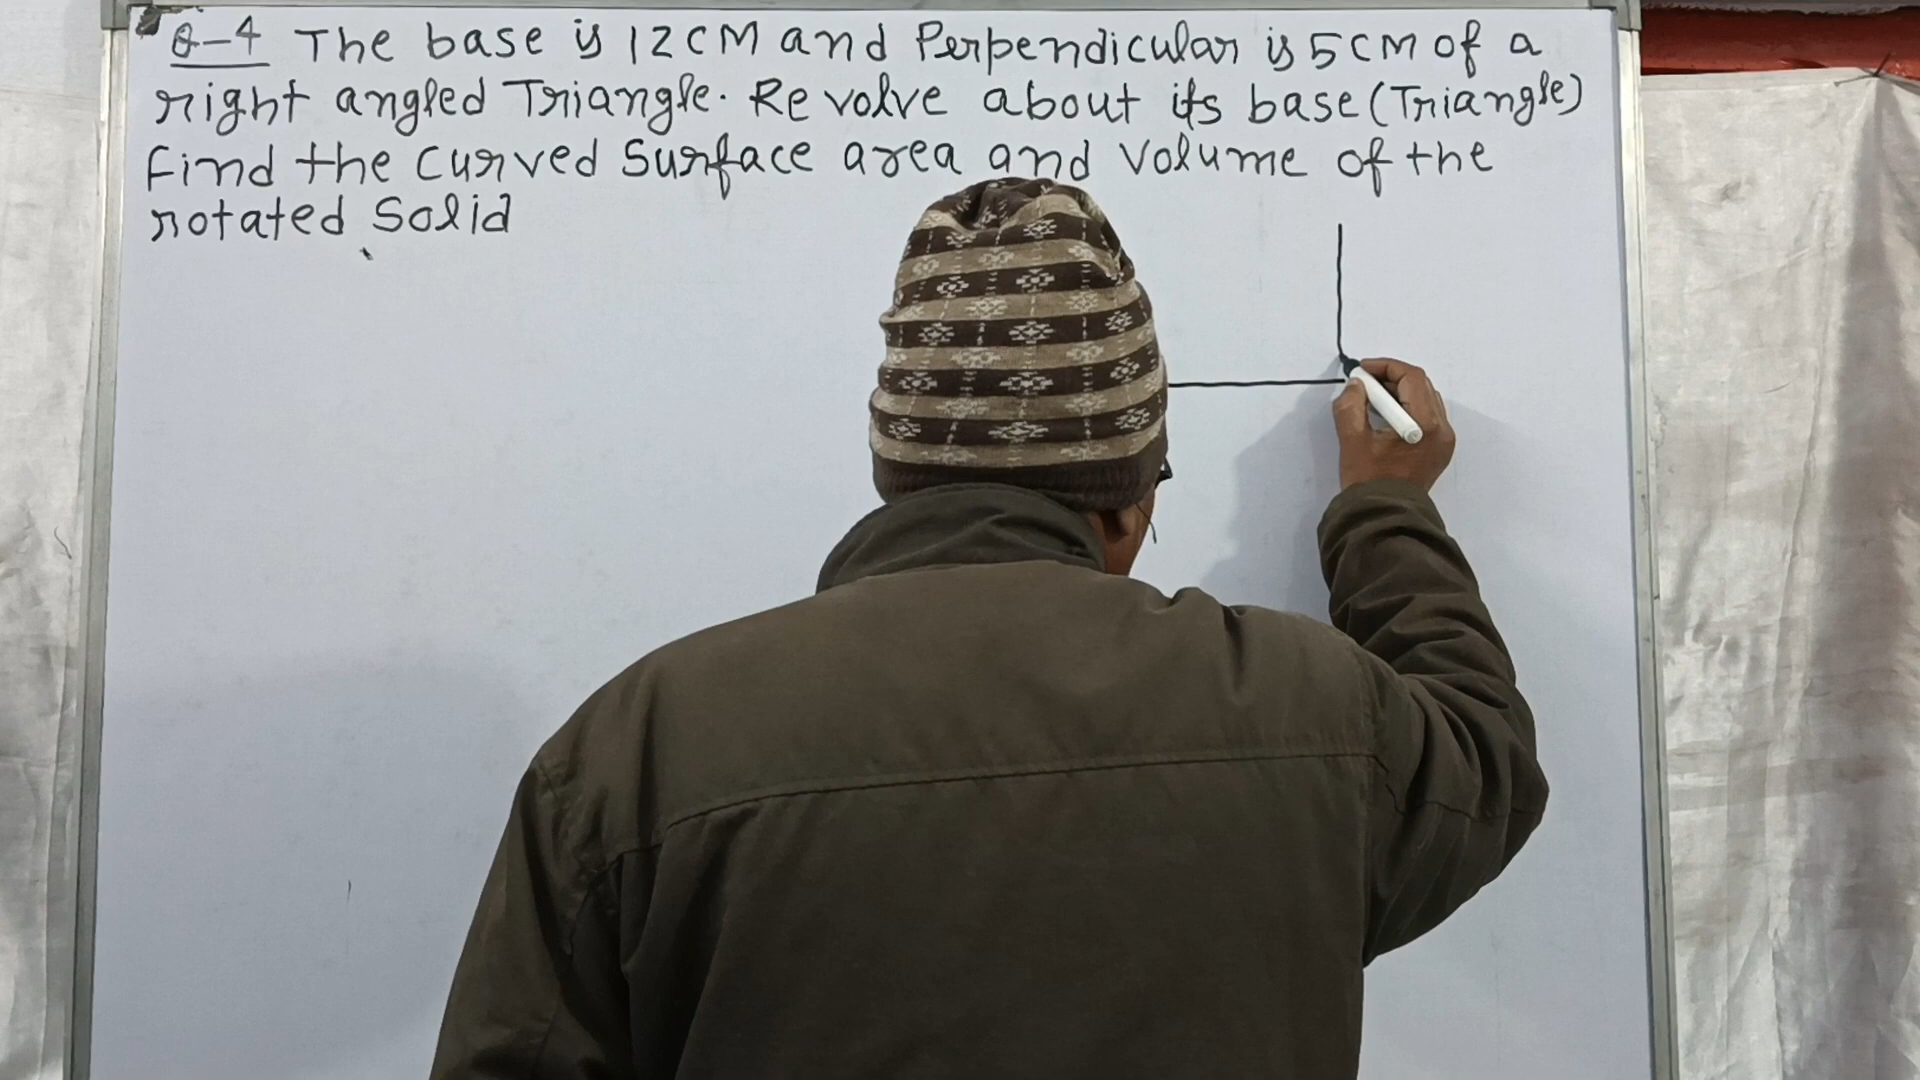 Q-4 The base is 12CM and Perpendicular is 5CM of a
right angled Triangle. Revolve about its base (Triangle)
Find the curved Surface area and Volume of the
rotated Solid